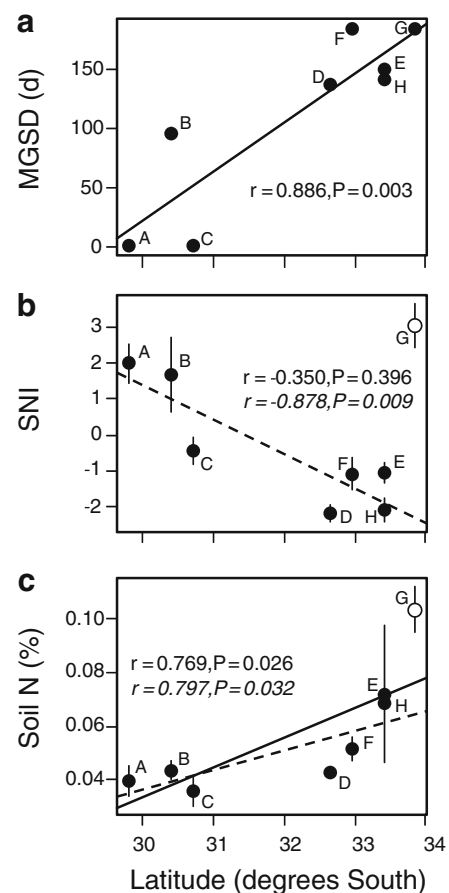 a
MGSD (d)
150
100
50
0
A
B
C
D
F
G
E
H
r = 0.886,P=0.003
b
SNI
3
2
1
0
-1
-2
A
B
C
G
r = -0.350,P=0.396
r = -0.878,P=0.009
F
E
D
H
c
Soil N (%)
0.10
0.08
0.06
0.04
G
r = 0.769,P=0.026
r = 0.797,P=0.032
A
B
C
E
H
F
D
30 31 32 33 34
Latitude (degrees South)